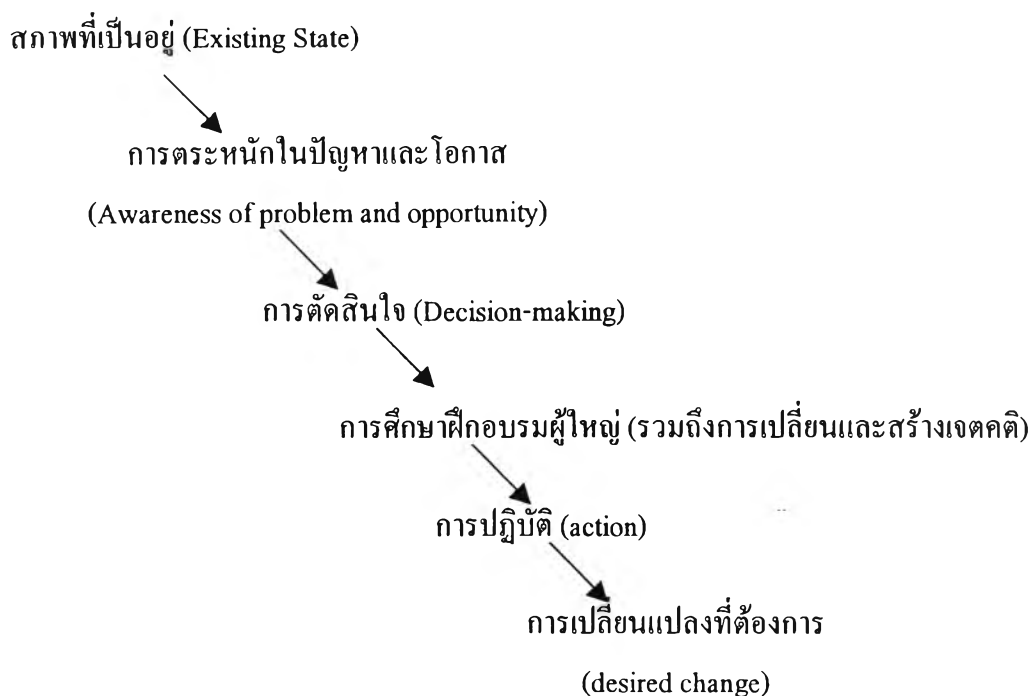 สภาพที่เป็นอยู่ (Existing State)
การตระหนักในปัญหาและโอกาส
(Awareness of problem and opportunity)
การตัดสินใจ (Decision-making)
การศึกษาฝึกอบรมผู้ใหญ่ (รวมถึงการเปลี่ยนและสร้างเจตคติ)
การปฏิบัติ (action)
การเปลี่ยนแปลงที่ต้องการ
(desired change)